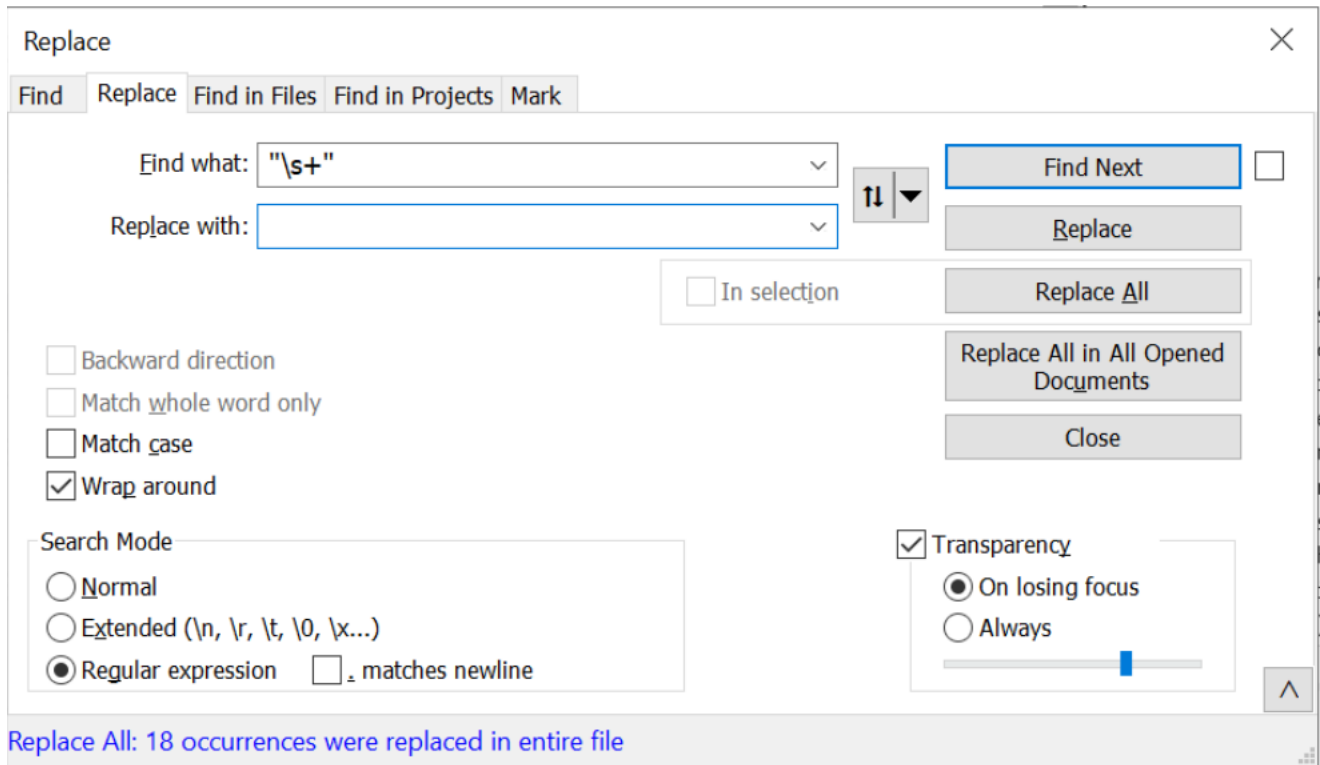 Replace
Find Replace Find in Files Find in Projects Mark
Find what: "\s+" Find Next
Replace with: Replace
In selection Replace All
Backward direction Replace All in All Opened Documents
Match whole word only
Match case Close
Wrap around
Search Mode Transparency
Normal On losing focus
Extended (\n, \r, \t, \0, \x...) Always
Regular expression . matches newline
Replace All: 18 occurrences were replaced in entire file